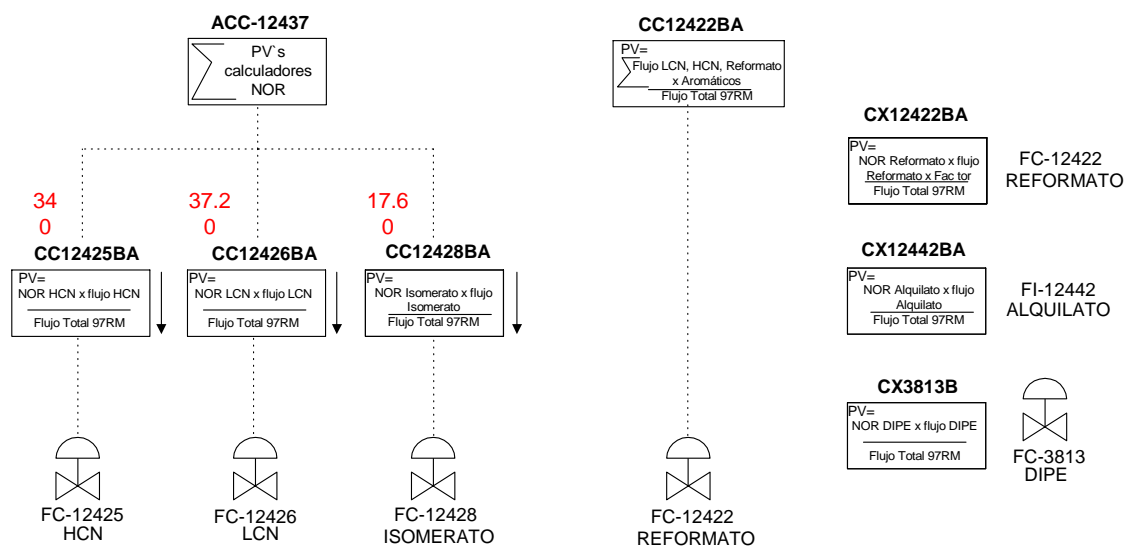 ACC-12437
PV`s
calculadores
NOR
CC12422BA
PV=
Flujo LCN, HCN, Reformato
x Aromáticos
Flujo Total 97RM
CX12422BA
PV=
NOR Reformato x flujo
Reformato x Fac tor
Flujo Total 97RM
FC-12422
REFORMATO
34
0
37.2
0
17.6
0
CC12425BA
PV=
NOR HCN x flujo HCN
Flujo Total 97RM
CC12426BA
PV=
NOR LCN x flujo LCN
Flujo Total 97RM
CC12428BA
PV=
NOR Isomerato x flujo
Isomerato
Flujo Total 97RM
CX12442BA
PV=
NOR Alquilato x flujo
Alquilato
Flujo Total 97RM
FI-12442
ALQUILATO
CX3813B
PV=
NOR DIPE x flujo DIPE
Flujo Total 97RM
FC-3813
DIPE
FC-12425
HCN
FC-12426
LCN
FC-12428
ISOMERATO
FC-12422
REFORMATO